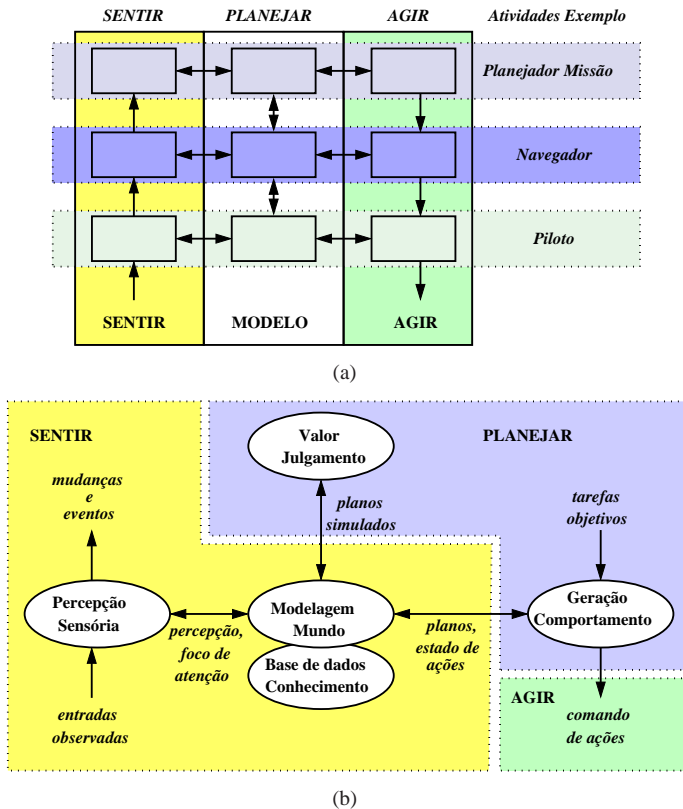 SENTIR PLANEJAR AGIR Atividades Exemplo
Planejador Missão
Navegador
Piloto
SENTIR MODELO AGIR
(a)
SENTIR
mudanças
e
eventos
Valor
Julgamento
PLANEJAR
planos
simulados
tarefas
objetivos
Percepção
Sensória
percepção,
foco de
atenção
Modelagem
Mundo
Base de dados
Conhecimento
planos,
estado de
ações
Geração
Comportamento
entradas
observadas
AGIR
comando
de ações
(b)